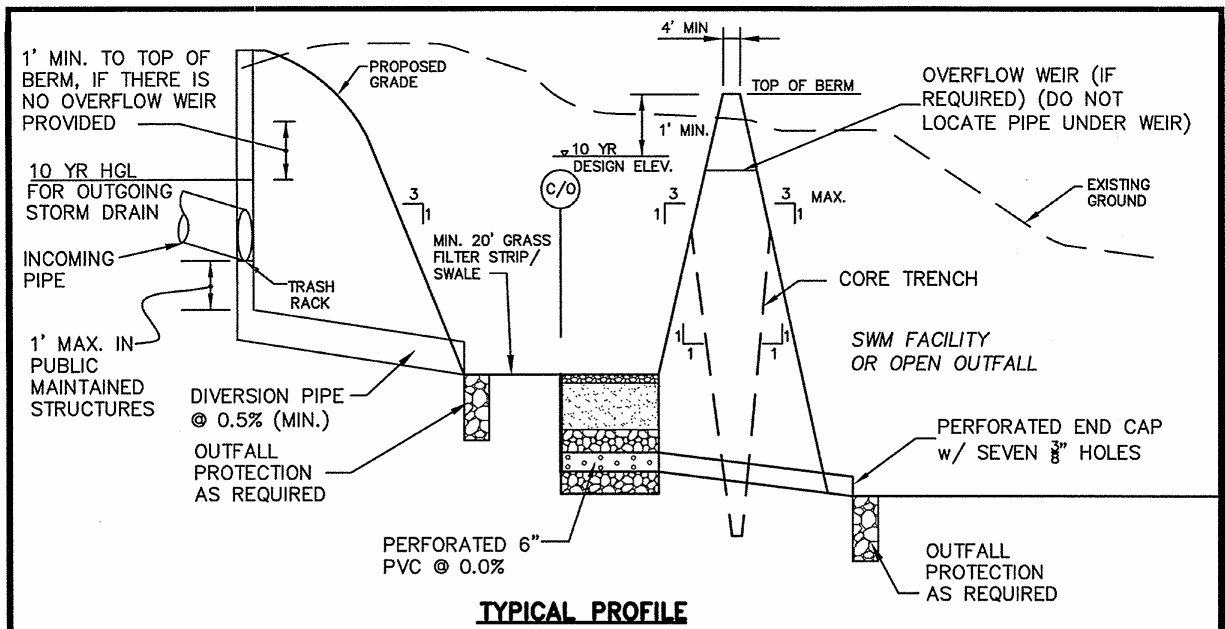 1' MIN. TO TOP OF
BERM, IF THERE IS
NO OVERFLOW WEIR
PROVIDED
10 YR HGL
FOR OUTGOING
STORM DRAIN
INCOMING
PIPE
1' MAX. IN
PUBLIC
MAINTAINED
STRUCTURES
TRASH
RACK
PROPOSED
GRADE
3
1
DIVERSION PIPE
@ 0.5% (MIN.)
OUTFALL
PROTECTION
AS REQUIRED
MIN. 20' GRASS
FILTER STRIP/
SWALE
C/O
4' MIN
TOP OF BERM
1' MIN.
10 YR
DESIGN ELEV.
3
1
3
1
MAX.
OVERFLOW WEIR (IF
REQUIRED) (DO NOT
LOCATE PIPE UNDER WEIR)
EXISTING
GROUND
CORE TRENCH
1
1
1
1
SWM FACILITY
OR OPEN OUTFALL
PERFORATED END CAP
w/ SEVEN 3/8" HOLES
PERFORATED 6"
PVC @ 0.0%
OUTFALL
PROTECTION
AS REQUIRED
TYPICAL PROFILE